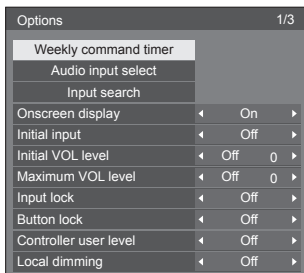 Options 1/3
Weekly command timer
Audio input select
Input search
Onscreen display On
Initial input Off
Initial VOL level Off 0
Maximum VOL level Off 0
Input lock Off
Button lock Off
Controller user level Off
Local dimming Off